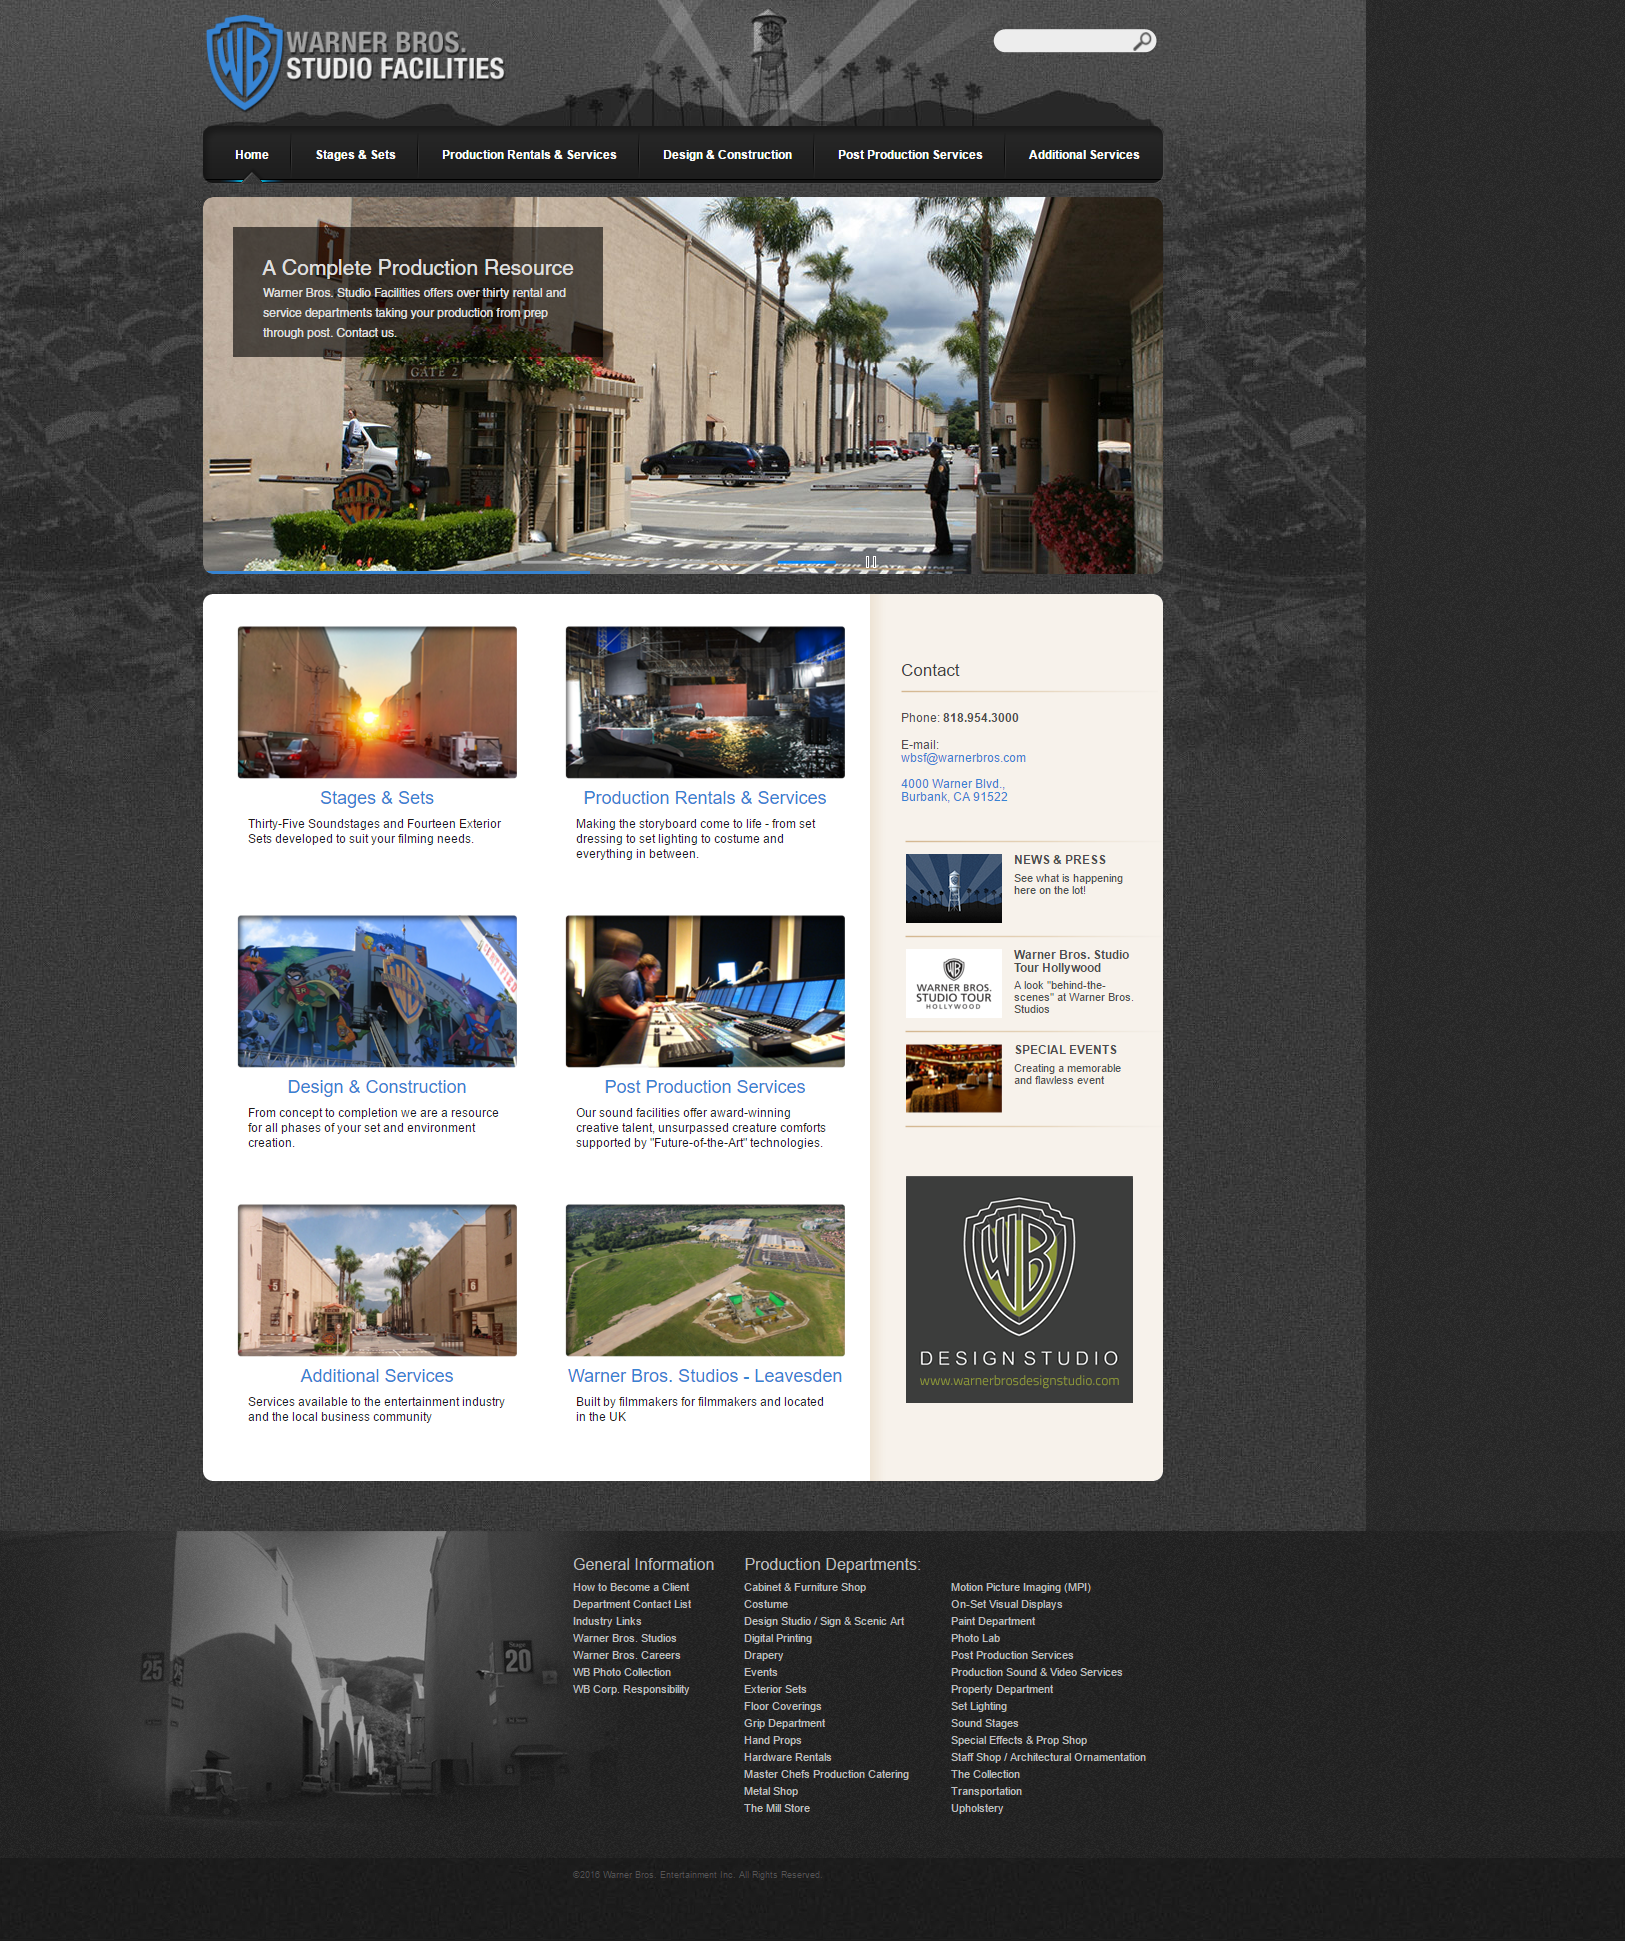 WARNER BROS.
STUDIO FACILITIES
Home
Stages & Sets
Production Rentals & Services
Design & Construction
Post Production Services
Additional Services
Stage
1
A Complete Production Resource
Warner Bros. Studio Facilities offers over thirty rental and
service departments taking your production from prep
through post. Contact us.
GATE 2
Stages & Sets
Thirty-Five Soundstages and Fourteen Exterior
Sets developed to suit your filming needs.
Production Rentals & Services
Making the storyboard come to life - from set
dressing to set lighting to costume and
everything in between.
Design & Construction
From concept to completion we are a resource
for all phases of your set and environment
creation.
Post Production Services
Our sound facilities offer award-winning
creative talent, unsurpassed creature comforts
supported by "Future-of-the-Art" technologies.
5
6
Additional Services
Services available to the entertainment industry
and the local business community
Warner Bros. Studios - Leavesden
Built by filmmakers for filmmakers and located
in the UK
Contact
Phone: 818.954.3000
E-mail:
wbsf@warnerbros.com
4000 Warner Blvd.,
Burbank, CA 91522
NEWS & PRESS
See what is happening
here on the lot!
WARNER BROS.
STUDIO TOUR
HOLLYWOOD
Warner Bros. Studio
Tour Hollywood
A look "behind-the-
scenes" at Warner Bros.
Studios
SPECIAL EVENTS
Creating a memorable
and flawless event
WB
DESIGN STUDIO
www.warnerbrosdesignstudio.com
25
Stage
20
General Information
How to Become a Client
Department Contact List
Industry Links
Warner Bros. Studios
Warner Bros. Careers
WB Photo Collection
WB Corp. Responsibility
Production Departments:
Cabinet & Furniture Shop
Costume
Design Studio / Sign & Scenic Art
Digital Printing
Drapery
Events
Exterior Sets
Floor Coverings
Grip Department
Hand Props
Hardware Rentals
Master Chefs Production Catering
Metal Shop
The Mill Store
Motion Picture Imaging (MPI)
On-Set Visual Displays
Paint Department
Photo Lab
Post Production Services
Production Sound & Video Services
Property Department
Set Lighting
Sound Stages
Special Effects & Prop Shop
Staff Shop / Architectural Ornamentation
The Collection
Transportation
Upholstery
©2016 Warner Bros. Entertainment Inc. All Rights Reserved.